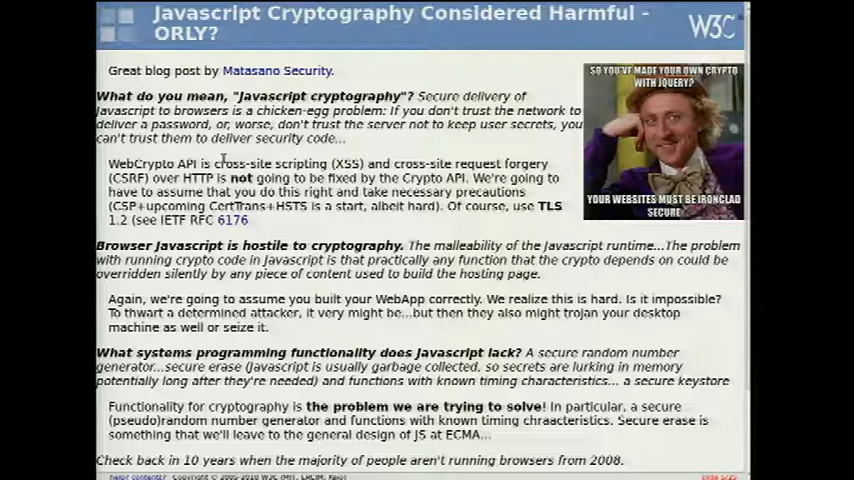 Javascript Cryptography Considered Harmful -
ORLY?
W3C
Great blog post by Matasano Security.
SO YOU'VE MADE YOUR OWN CRYPTO
WITH JQUERY?
YOUR WEBSITES MUST BE IRONCLAD
SECURE
What do you mean, "Javascript cryptography"? Secure delivery of
Javascript to browsers is a chicken-egg problem: If you don't trust the network to
deliver a password, or, worse, don't trust the server not to keep user secrets, you
can't trust them to deliver security code...
WebCrypto API is cross-site scripting (XSS) and cross-site request forgery
(CSRF) over HTTP is not going to be fixed by the Crypto API. We're going to
have to assume that you do this right and take necessary precautions
(CSP+upcoming CertTrans+HSTS is a start, albeit hard). Of course, use TLS
1.2 (see IETF RFC 6176
Browser Javascript is hostile to cryptography. The malleability of the Javascript runtime...The problem
with running crypto code in Javascript is that practically any function that the crypto depends on could be
overridden silently by any piece of content used to build the hosting page.
Again, we're going to assume you built your WebApp correctly. We realize this is hard. Is it impossible?
To thwart a determined attacker, it very might be...but then they also might trojan your desktop
machine as well or seize it.
What systems programming functionality does Javascript lack? A secure random number
generator...secure erase (Javascript is usually garbage collected, so secrets are lurking in memory
potentially long after they're needed) and functions with known timing characteristics... a secure keystore
Functionality for cryptography is the problem we are trying to solve! In particular, a secure
(pseudo)random number generator and functions with known timing chraacteristics. Secure erase is
something that we'll leave to the general design of JS at ECMA...
Check back in 10 years when the majority of people aren't running browsers from 2008.